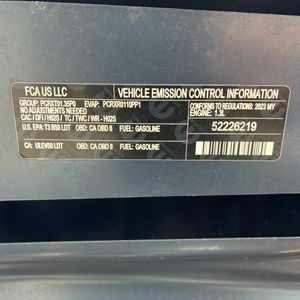 FCA US LLC
VEHICLE EMISSION CONTROL INFORMATION
GROUP: PCRXT01.35P0 EVAP: PCRXR0110PP1
NO ADJUSTMENTS NEEDED
CAC / DFI / HO2S / TC / TWC / WR - HO2S
CONFORMS TO REGULATIONS: 2023 MY
ENGINE: 1.3L
U.S. EPA: T3 B50 LDT OBD: CA OBD II FUEL: GASOLINE
52226219
CA: ULEV50 LDT OBD: CA OBD II FUEL: GASOLINE